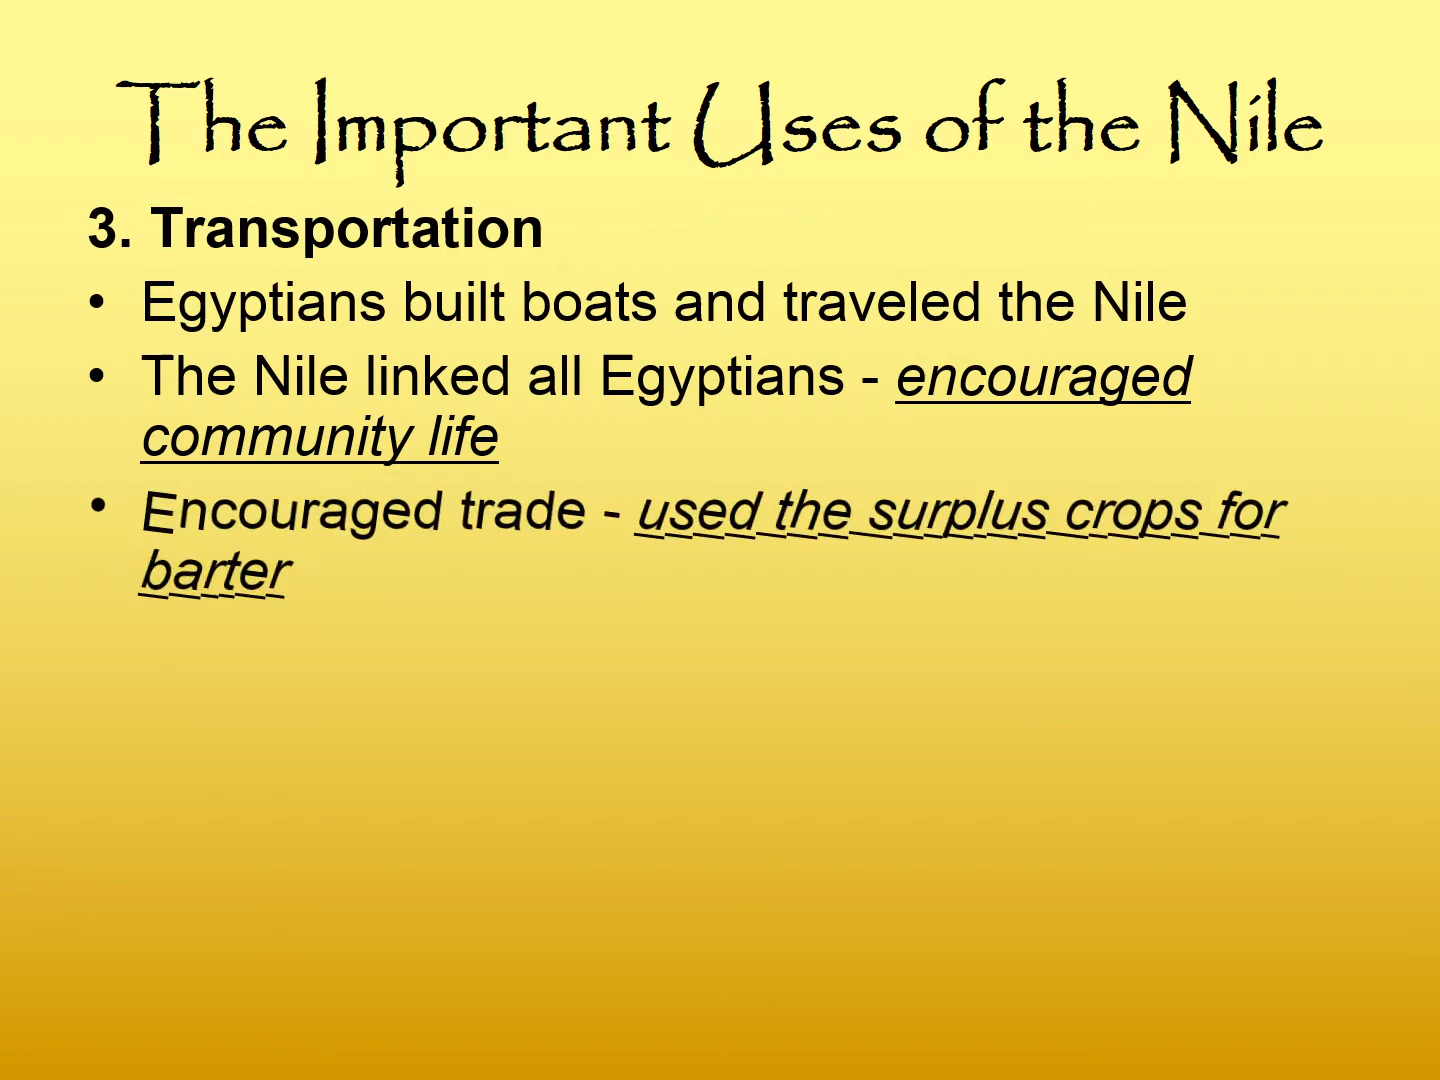 The Important Uses of the Nile
3. Transportation
• Egyptians built boats and traveled the Nile
• The Nile linked all Egyptians - encouraged
community life
• Encouraged trade - used the surplus crops for
barter